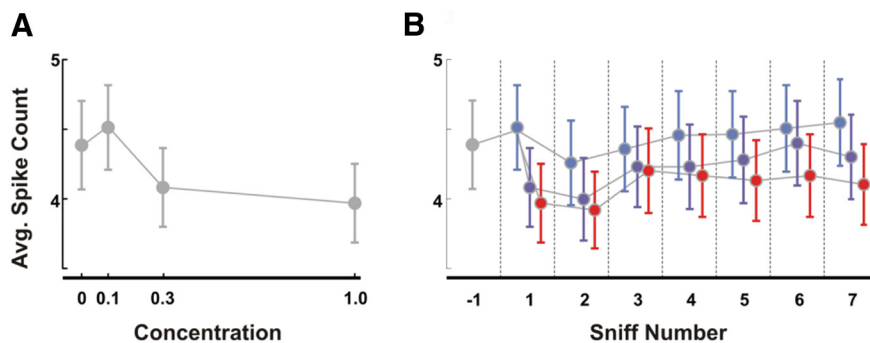 A
B
5
4
Avg. Spike Count
0 0.1 0.3 1.0
Concentration
5
4
-1 1 2 3 4 5 6 7
Sniff Number